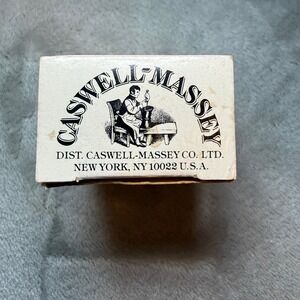 CASWELL-MASSEY
DIST. CASWELL-MASSEY CO. LTD.
NEW YORK, NY 10022 U.S.A.